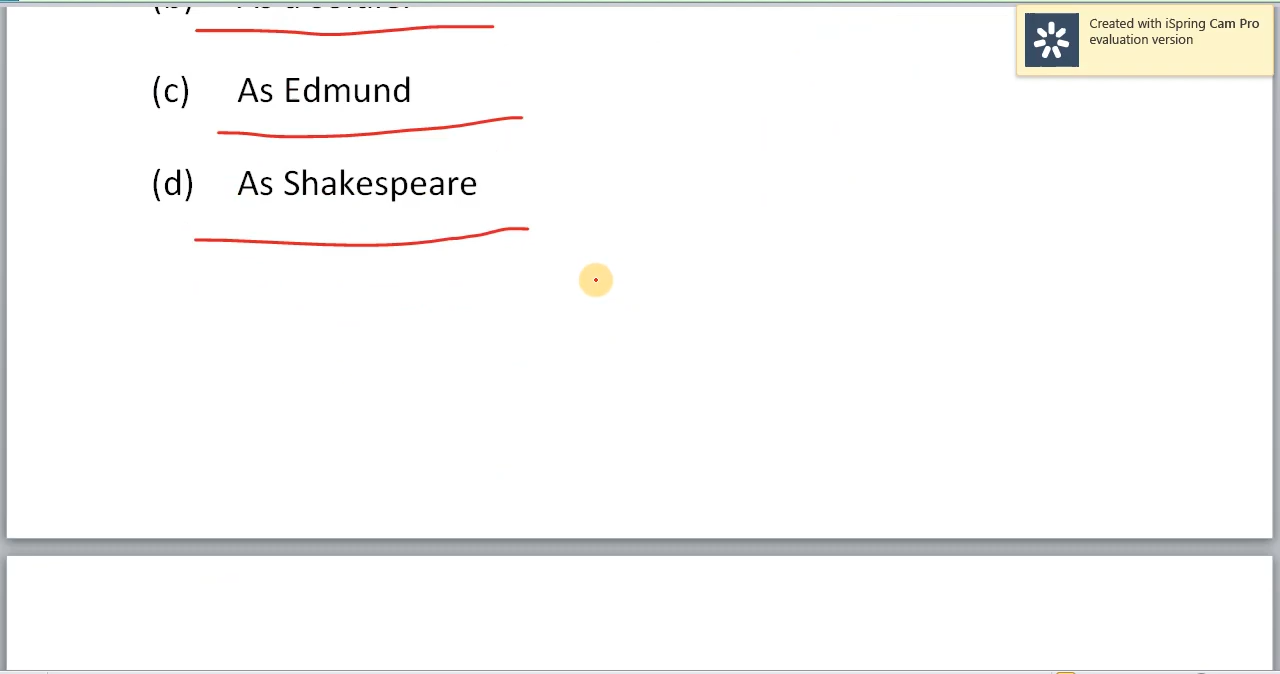 (c) As Edmund
(d) As Shakespeare
Created with iSpring Cam Pro
evaluation version